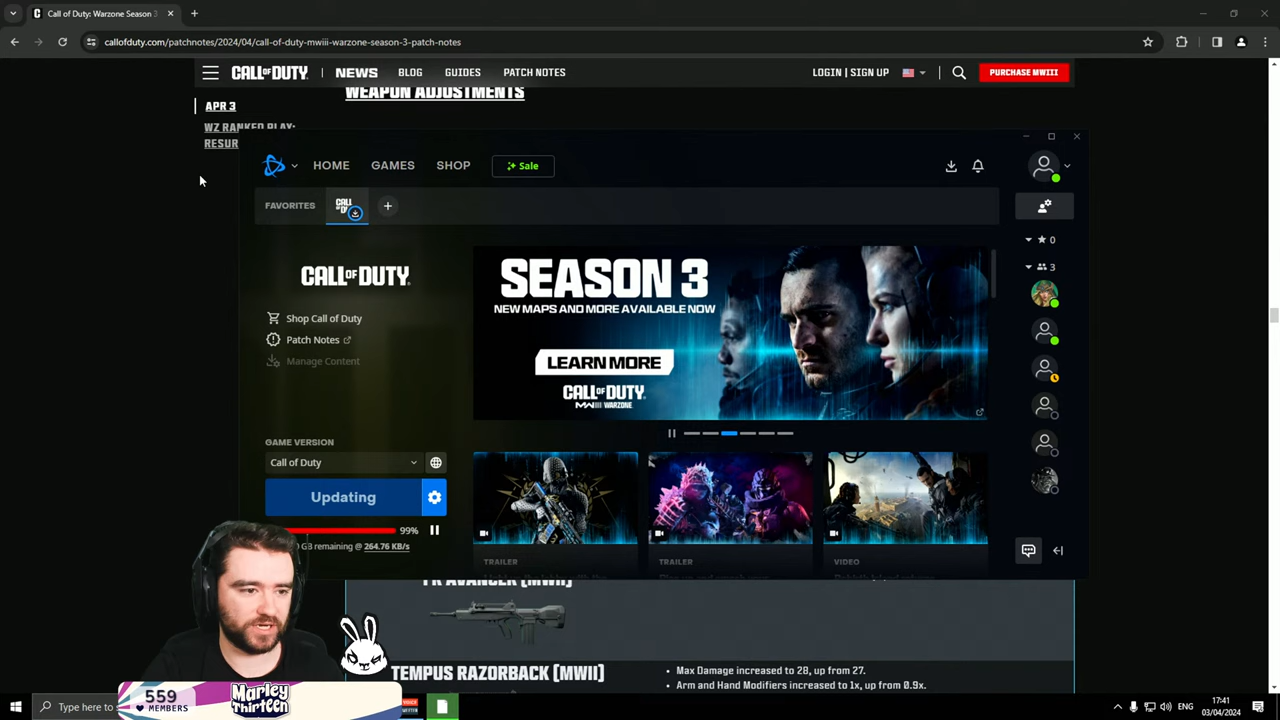 Call of Duty: Warzone Season 3
callofduty.com/patchnotes/2024/04/call-of-duty-mwiii-warzone-season-3-patch-notes
CALL OF DUTY
NEWS
BLOG
GUIDES
PATCH NOTES
LOGIN | SIGN UP
PURCHASE MWIII
WEAPON ADJUSTMENTS
APR 3
WZ RANKED PLAY:
RESUR
HOME
GAMES
SHOP
Sale
FAVORITES
CALL OF DUTY
Shop Call of Duty
Patch Notes
Manage Content
SEASON 3
NEW MAPS AND MORE AVAILABLE NOW
LEARN MORE
CALL OF DUTY
MWIII WARZONE
0
3
GAME VERSION
Call of Duty
Updating
99%
GB remaining @ 264.76 KB/s
TRAILER
TRAILER
VIDEO
FR AVANCER (MWII)
TEMPUS RAZORBACK (MWII)
• Max Damage increased to 28, up from 27.
• Arm and Hand Modifiers increased to 1x, up from 0.9x.
559
MEMBERS
Marley
Thirteen
Type here to
ENG
17:41
03/04/2024